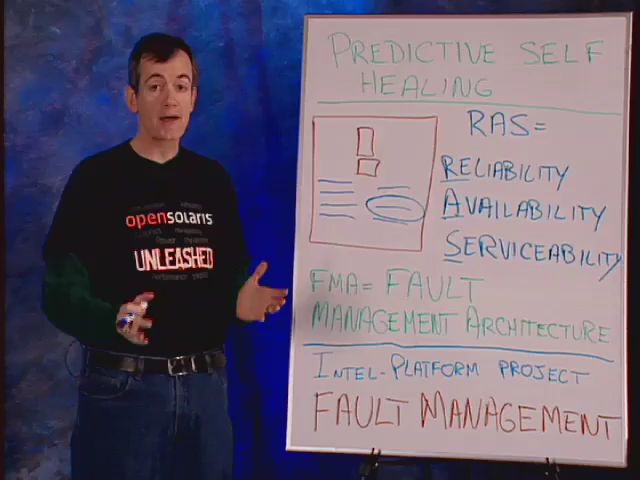 PREDICTIVE SELF
HEALING
RAS=
RELIABILITY
AVAILABILITY
SERVICEABILITY
FMA= FAULT
MANAGEMENT ARCHITECTURE
INTEL-PLATFORM PROJECT
FAULT MANAGEMENT
opensolaris
UNLEASHED